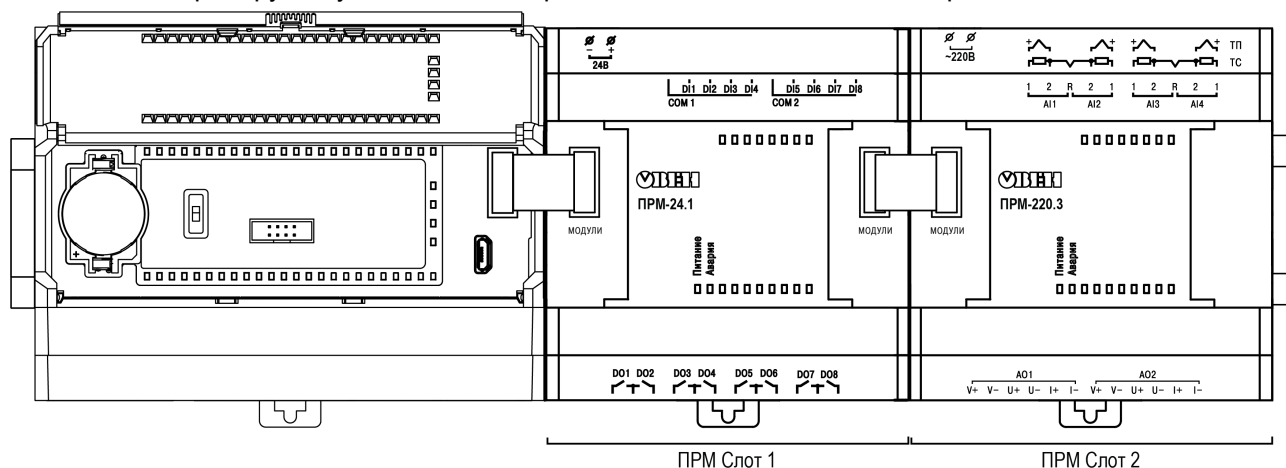 – +
24В
DI1 DI2 DI3 DI4 DI5 DI6 DI7 DI8
COM 1 COM 2
~220В
+ + + + ТП
ТС
1 2 R 2 1 1 2 R 2 1
AI1 AI2 AI3 AI4
ОВЕН
ПРМ-24.1
МОДУЛИ
МОДУЛИ
Питание
Авария
ОВЕН
ПРМ-220.3
МОДУЛИ
Питание
Авария
+
DO1 DO2 DO3 DO4 DO5 DO6 DO7 DO8
AO1 AO2
V+ V– U+ U– I+ I– V+ V– U+ U– I+ I–
ПРМ Слот 1
ПРМ Слот 2